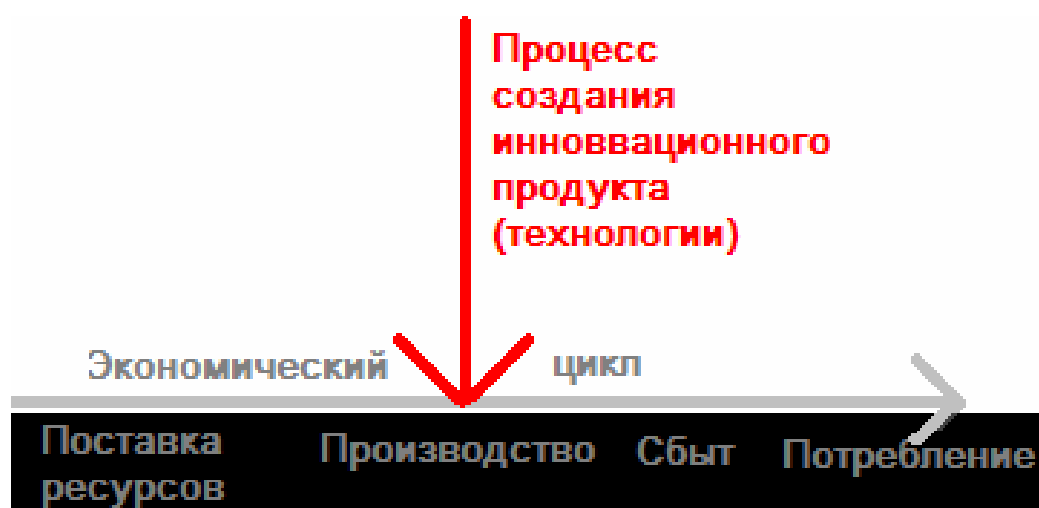 Процесс
создания
инноввационного
продукта
(технологии)
Экономический цикл
Поставка Производство Сбыт Потребление
ресурсов